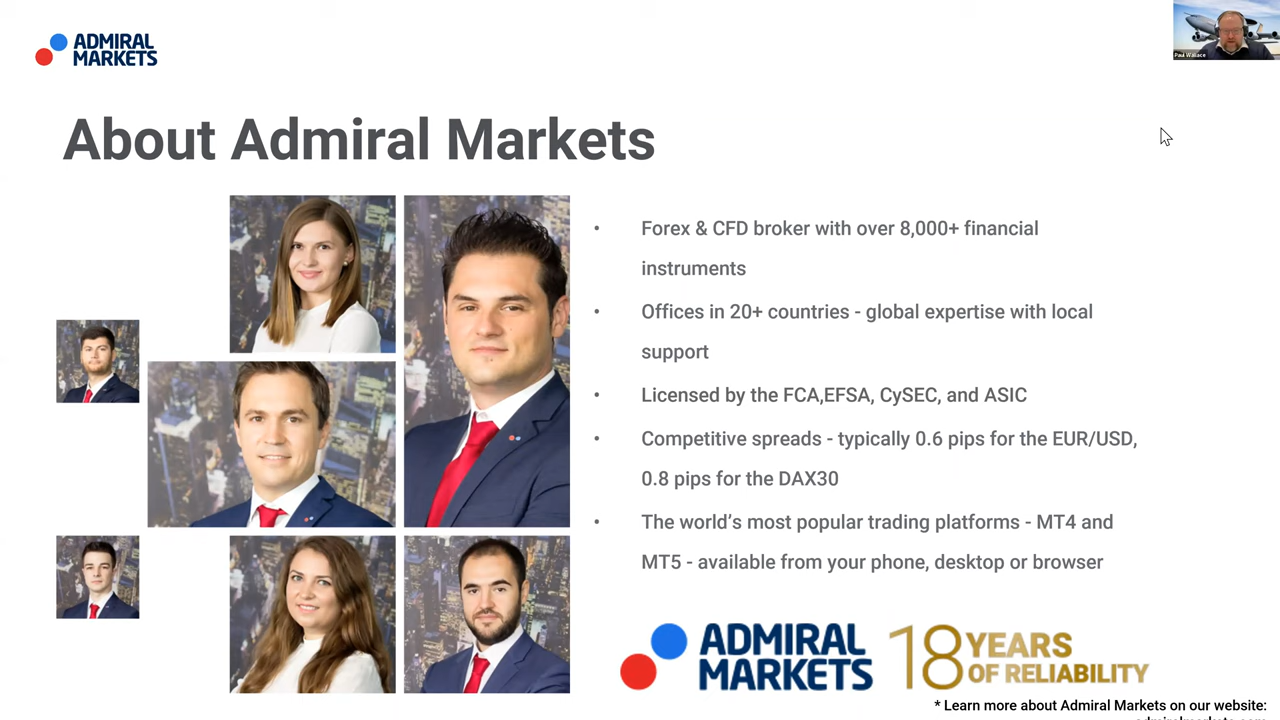 ADMIRAL
MARKETS
Paul Wallace
About Admiral Markets
• Forex & CFD broker with over 8,000+ financial
instruments
• Offices in 20+ countries - global expertise with local
support
• Licensed by the FCA,EFSA, CySEC, and ASIC
• Competitive spreads - typically 0.6 pips for the EUR/USD,
0.8 pips for the DAX30
• The world’s most popular trading platforms - MT4 and
MT5 - available from your phone, desktop or browser
ADMIRAL
MARKETS
18 YEARS
OF RELIABILITY
* Learn more about Admiral Markets on our website:
admiralmarkets.com